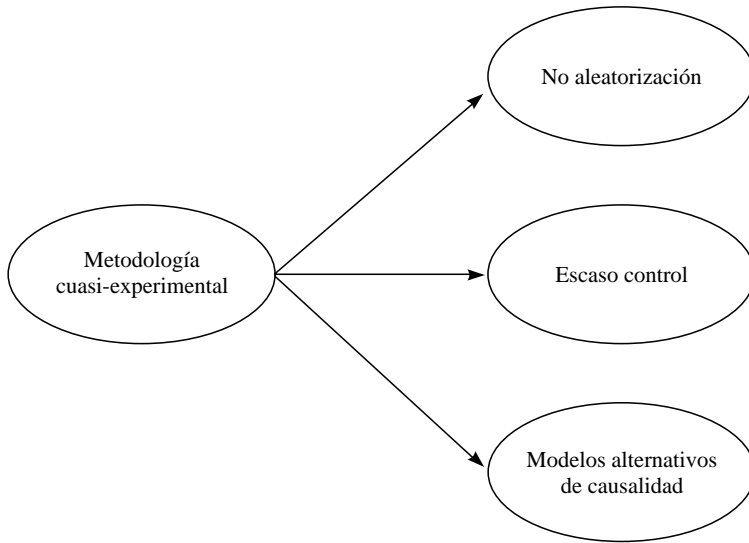 No aleatorización
Metodología
cuasi-experimental
Escaso control
Modelos alternativos
de causalidad